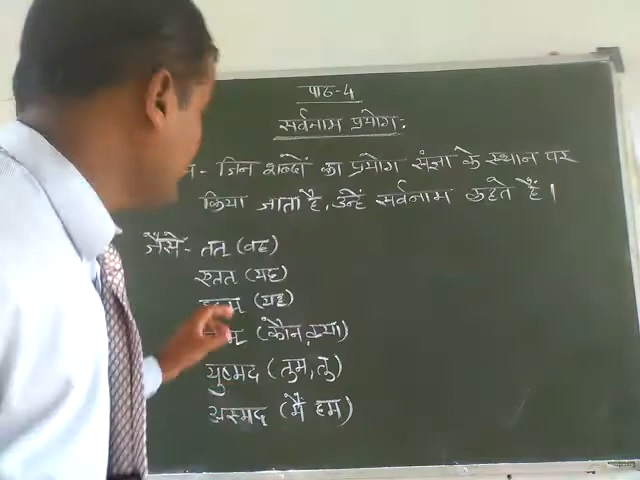 पाठ-4
सर्वनाम प्रयोग:
- जिन शब्दों का प्रयोग संज्ञा के स्थान पर
किया जाता है, उन्हें सर्वनाम कहते हैं।
जैसे- तत् (वह)
एतत् (यह)
(यह)
(कौन, क्या)
युष्मद् (तुम, तु)
अस्मद् (मैं हम)